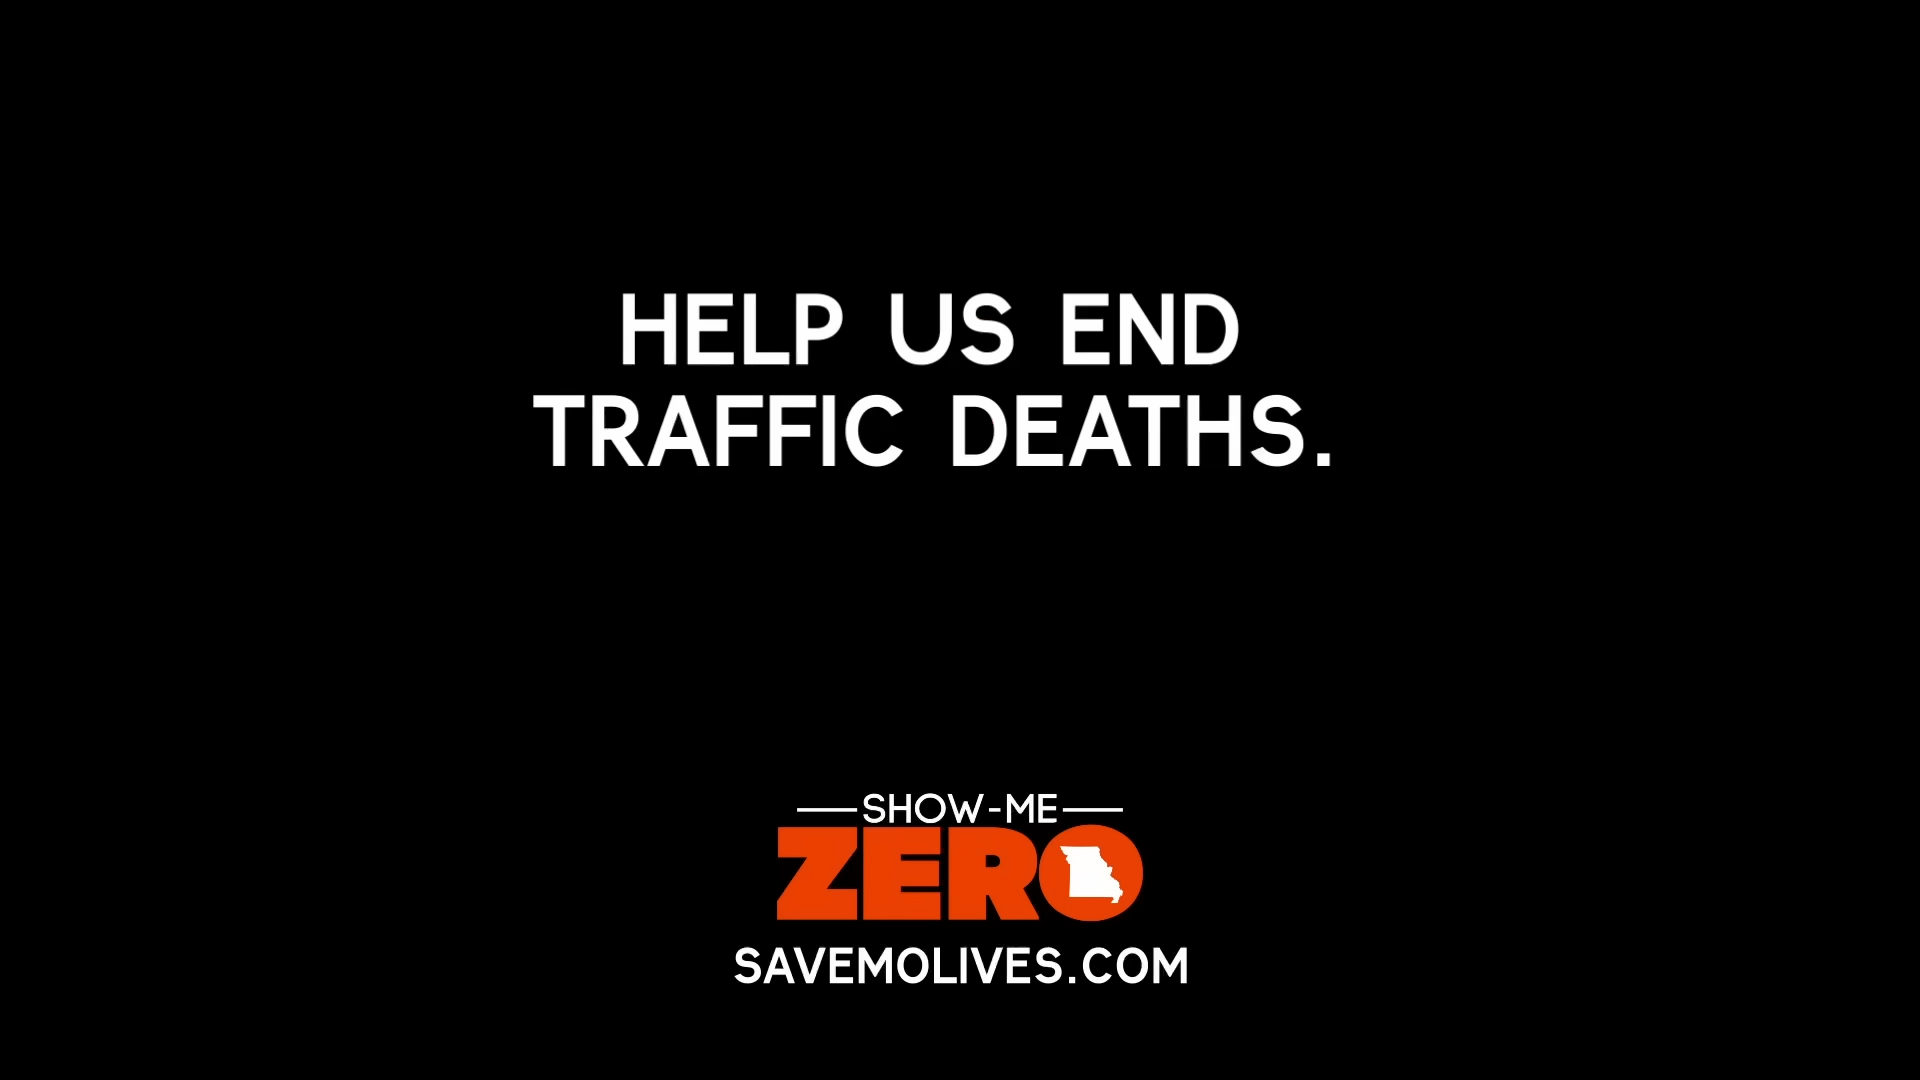 HELP US END
TRAFFIC DEATHS.
SHOW-ME
ZERO
SAVEMOLIVES.COM